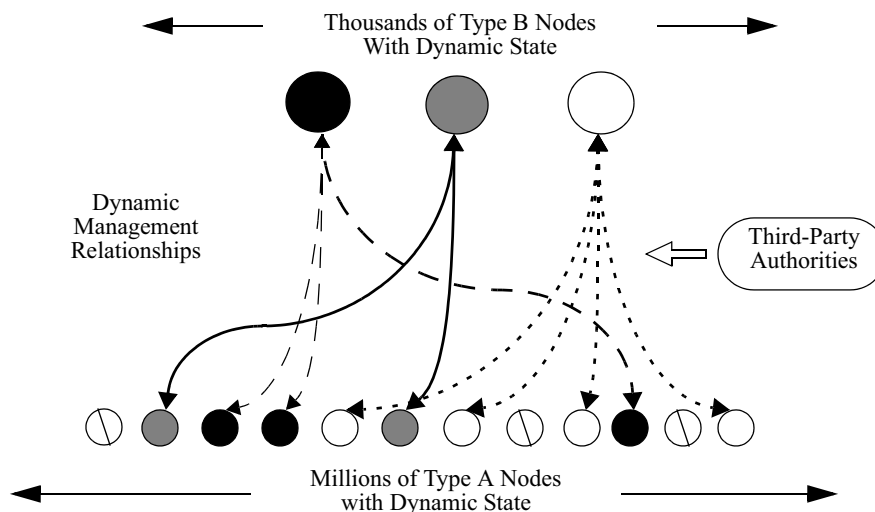 Thousands of Type B Nodes
With Dynamic State
Dynamic
Management
Relationships
Third-Party
Authorities
Millions of Type A Nodes
with Dynamic State